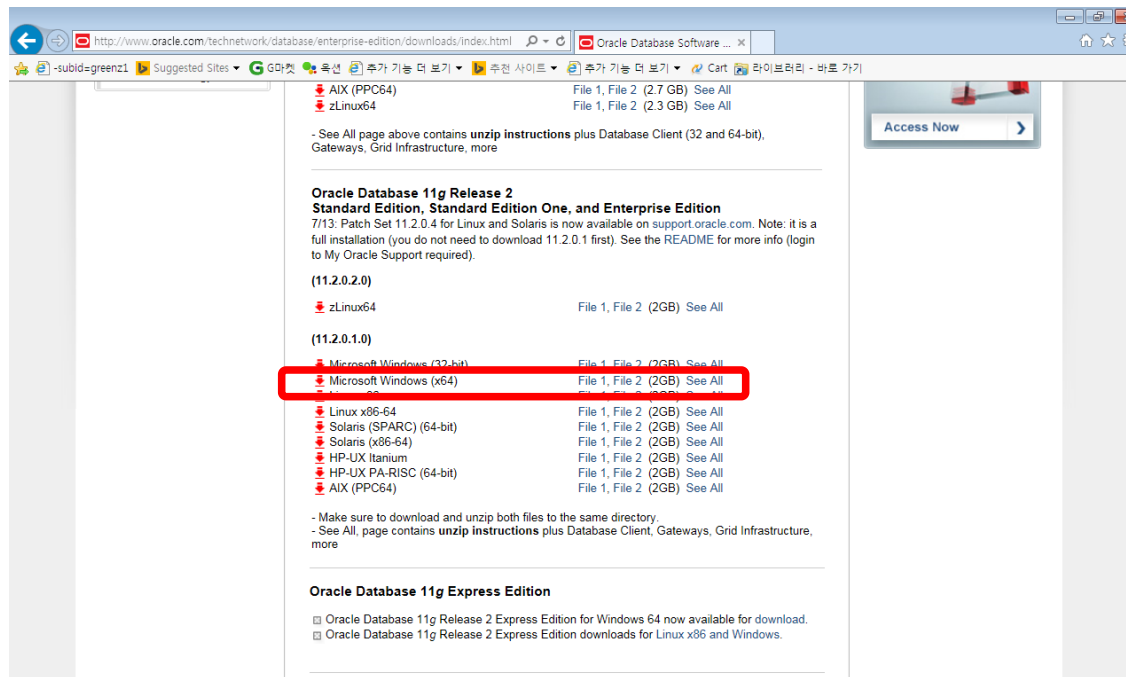 http://www.oracle.com/technetwork/database/enterprise-edition/downloads/index.html
Oracle Database Software ...
-subid=greenz1 Suggested Sites G마켓 옥션 추가 기능 더 보기 추천 사이트 추가 기능 더 보기 Cart 라이브러리 - 바로 가기
AIX (PPC64) File 1, File 2 (2.7 GB) See All
zLinux64 File 1, File 2 (2.3 GB) See All
- See All page above contains unzip instructions plus Database Client (32 and 64-bit),
Gateways, Grid Infrastructure, more
Access Now
Oracle Database 11g Release 2
Standard Edition, Standard Edition One, and Enterprise Edition
7/13: Patch Set 11.2.0.4 for Linux and Solaris is now available on support.oracle.com. Note: it is a
full installation (you do not need to download 11.2.0.1 first). See the README for more info (login
to My Oracle Support required).
(11.2.0.2.0)
zLinux64 File 1, File 2 (2GB) See All
(11.2.0.1.0)
Microsoft Windows (32-bit) File 1, File 2 (2GB) See All
Microsoft Windows (x64) File 1, File 2 (2GB) See All
Linux x86-64 File 1, File 2 (2GB) See All
Solaris (SPARC) (64-bit) File 1, File 2 (2GB) See All
Solaris (x86-64) File 1, File 2 (2GB) See All
HP-UX Itanium File 1, File 2 (2GB) See All
HP-UX PA-RISC (64-bit) File 1, File 2 (2GB) See All
AIX (PPC64) File 1, File 2 (2GB) See All
- Make sure to download and unzip both files to the same directory.
- See All, page contains unzip instructions plus Database Client, Gateways, Grid Infrastructure,
more
Oracle Database 11g Express Edition
Oracle Database 11g Release 2 Express Edition for Windows 64 now available for download.
Oracle Database 11g Release 2 Express Edition downloads for Linux x86 and Windows.